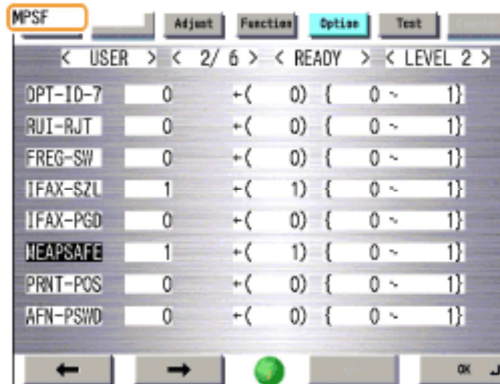 MPSF
Adjust Function Option Test
< USER > < 2/ 6 > < READY > < LEVEL 2 >
OPT-ID-7 0 ←( 0) { 0 ~ 1}
RUI-RJT 0 ←( 0) { 0 ~ 1}
FREG-SW 0 ←( 0) { 0 ~ 1}
IFAX-SZL 1 ←( 1) { 0 ~ 1}
IFAX-PGD 0 ←( 0) { 0 ~ 1}
MEAPSAFE 1 ←( 1) { 0 ~ 1}
PRNT-POS 0 ←( 0) { 0 ~ 1}
AFN-PSWD 0 ←( 0) { 0 ~ 1}
← → OK